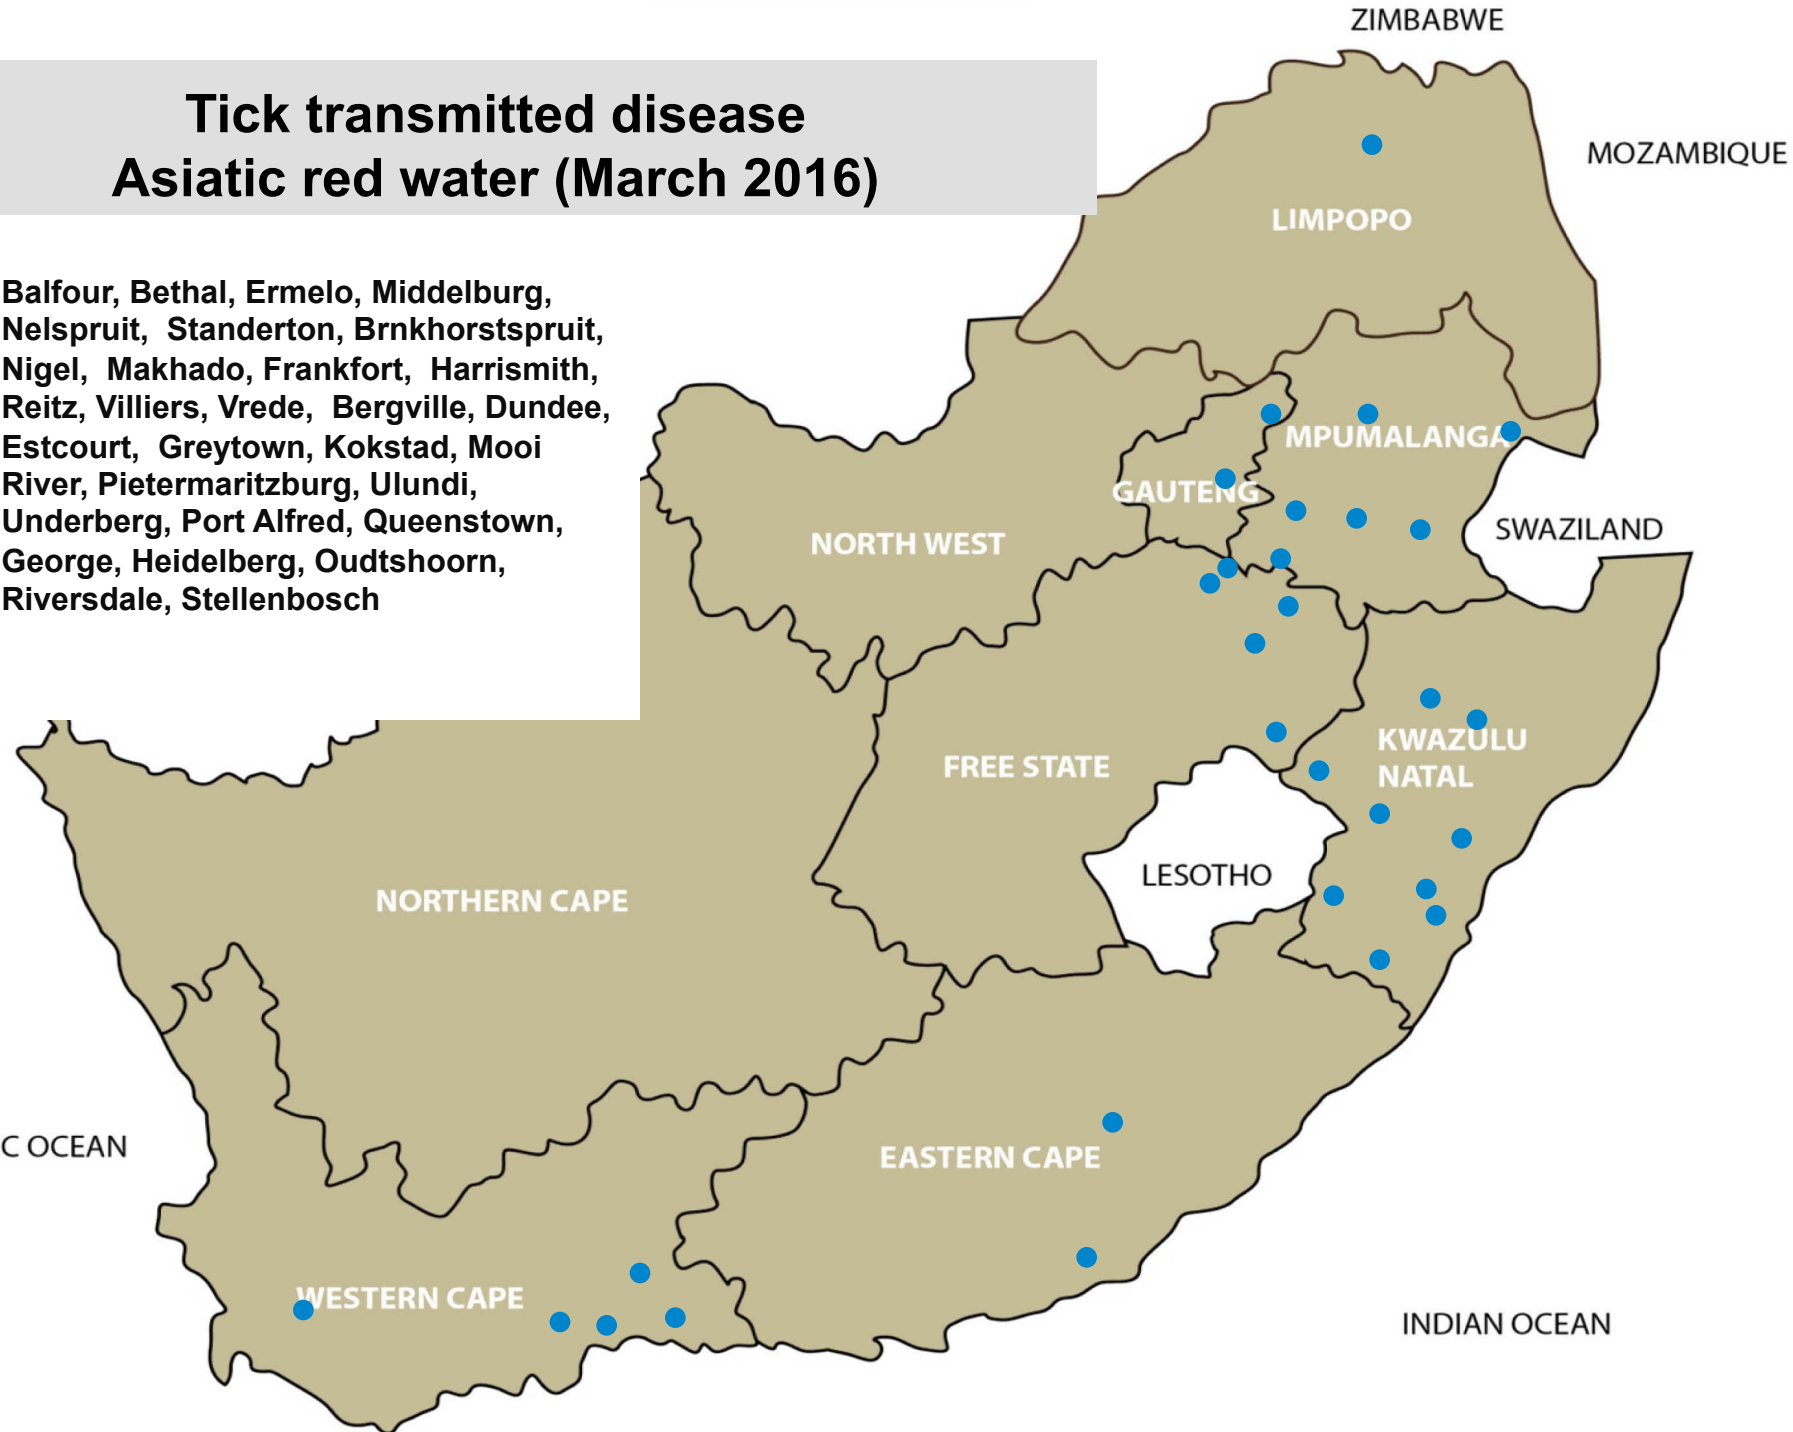 ZIMBABWE
Tick transmitted disease
Asiatic red water (March 2016)
MOZAMBIQUE
LIMPOPO
Balfour, Bethal, Ermelo, Middelburg,
Nelspruit, Standerton, Brnkhorstspruit,
Nigel, Makhado, Frankfort, Harrismith,
Reitz, Villiers, Vrede, Bergville, Dundee,
Estcourt, Greytown, Kokstad, Mooi
River, Pietermaritzburg, Ulundi,
Underberg, Port Alfred, Queenstown,
George, Heidelberg, Oudtshoorn,
Riversdale, Stellenbosch
MPUMALANGA
GAUTENG
NORTH WEST
SWAZILAND
KWAZULU
NATAL
FREE STATE
LESOTHO
NORTHERN CAPE
C OCEAN
EASTERN CAPE
WESTERN CAPE
INDIAN OCEAN